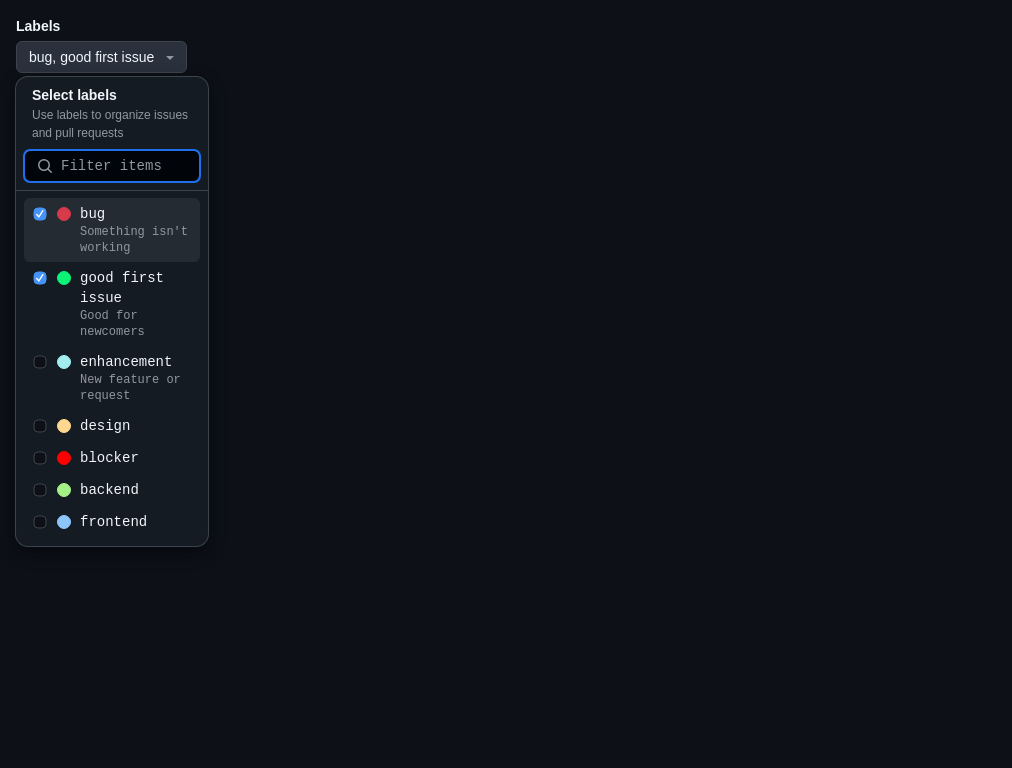 Labels
bug, good first issue
Select labels
Use labels to organize issues
and pull requests
Filter items
bug
Something isn't
working
good first
issue
Good for
newcomers
enhancement
New feature or
request
design
blocker
backend
frontend